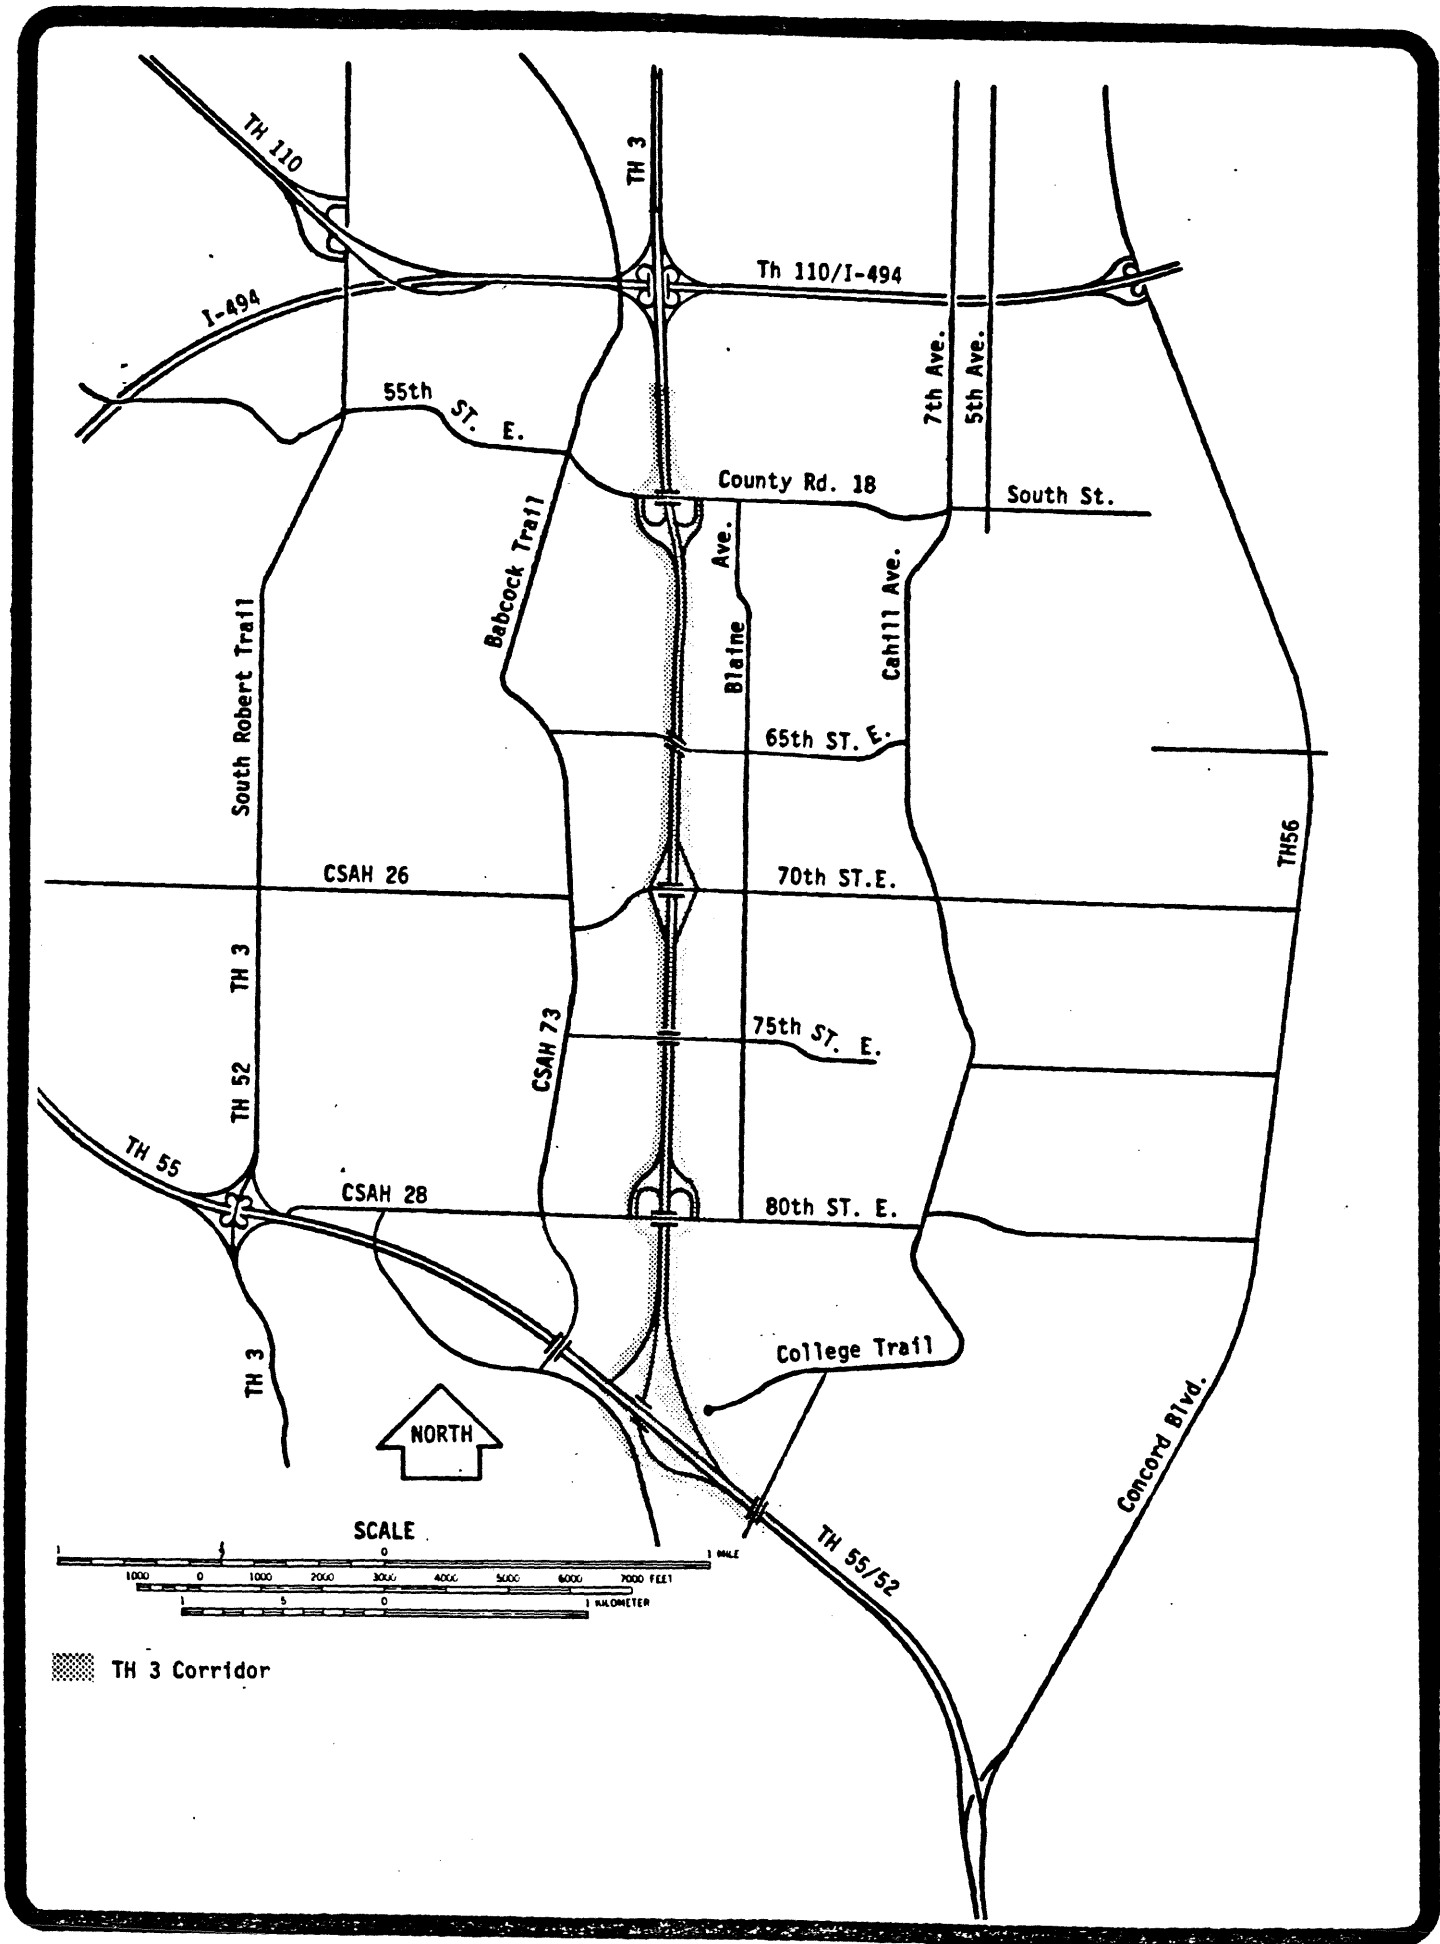 TH 110
TH 3
Th 110/I-494
I-494
7th Ave.
5th Ave.
55th ST. E.
County Rd. 18
South St.
Babcock Trail
Blaine Ave.
Cahill Ave.
South Robert Trail
65th ST. E.
TH56
CSAH 26
70th ST.E.
TH 3
CSAH 73
75th ST. E.
TH 52
TH 55
CSAH 28
80th ST. E.
College Trail
TH 3
Concord Blvd.
NORTH
TH 55/52
SCALE
1 0 1 MILE
1000 0 1000 2000 3000 4000 5000 6000 7000 FEET
1 5 0 1 KILOMETER
TH 3 Corridor